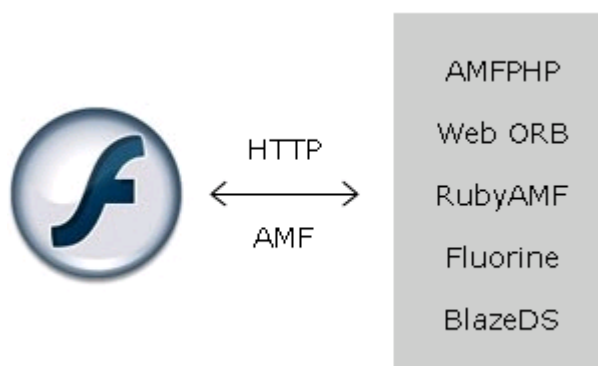 HTTP
AMF
AMFPHP
Web ORB
RubyAMF
Fluorine
BlazeDS